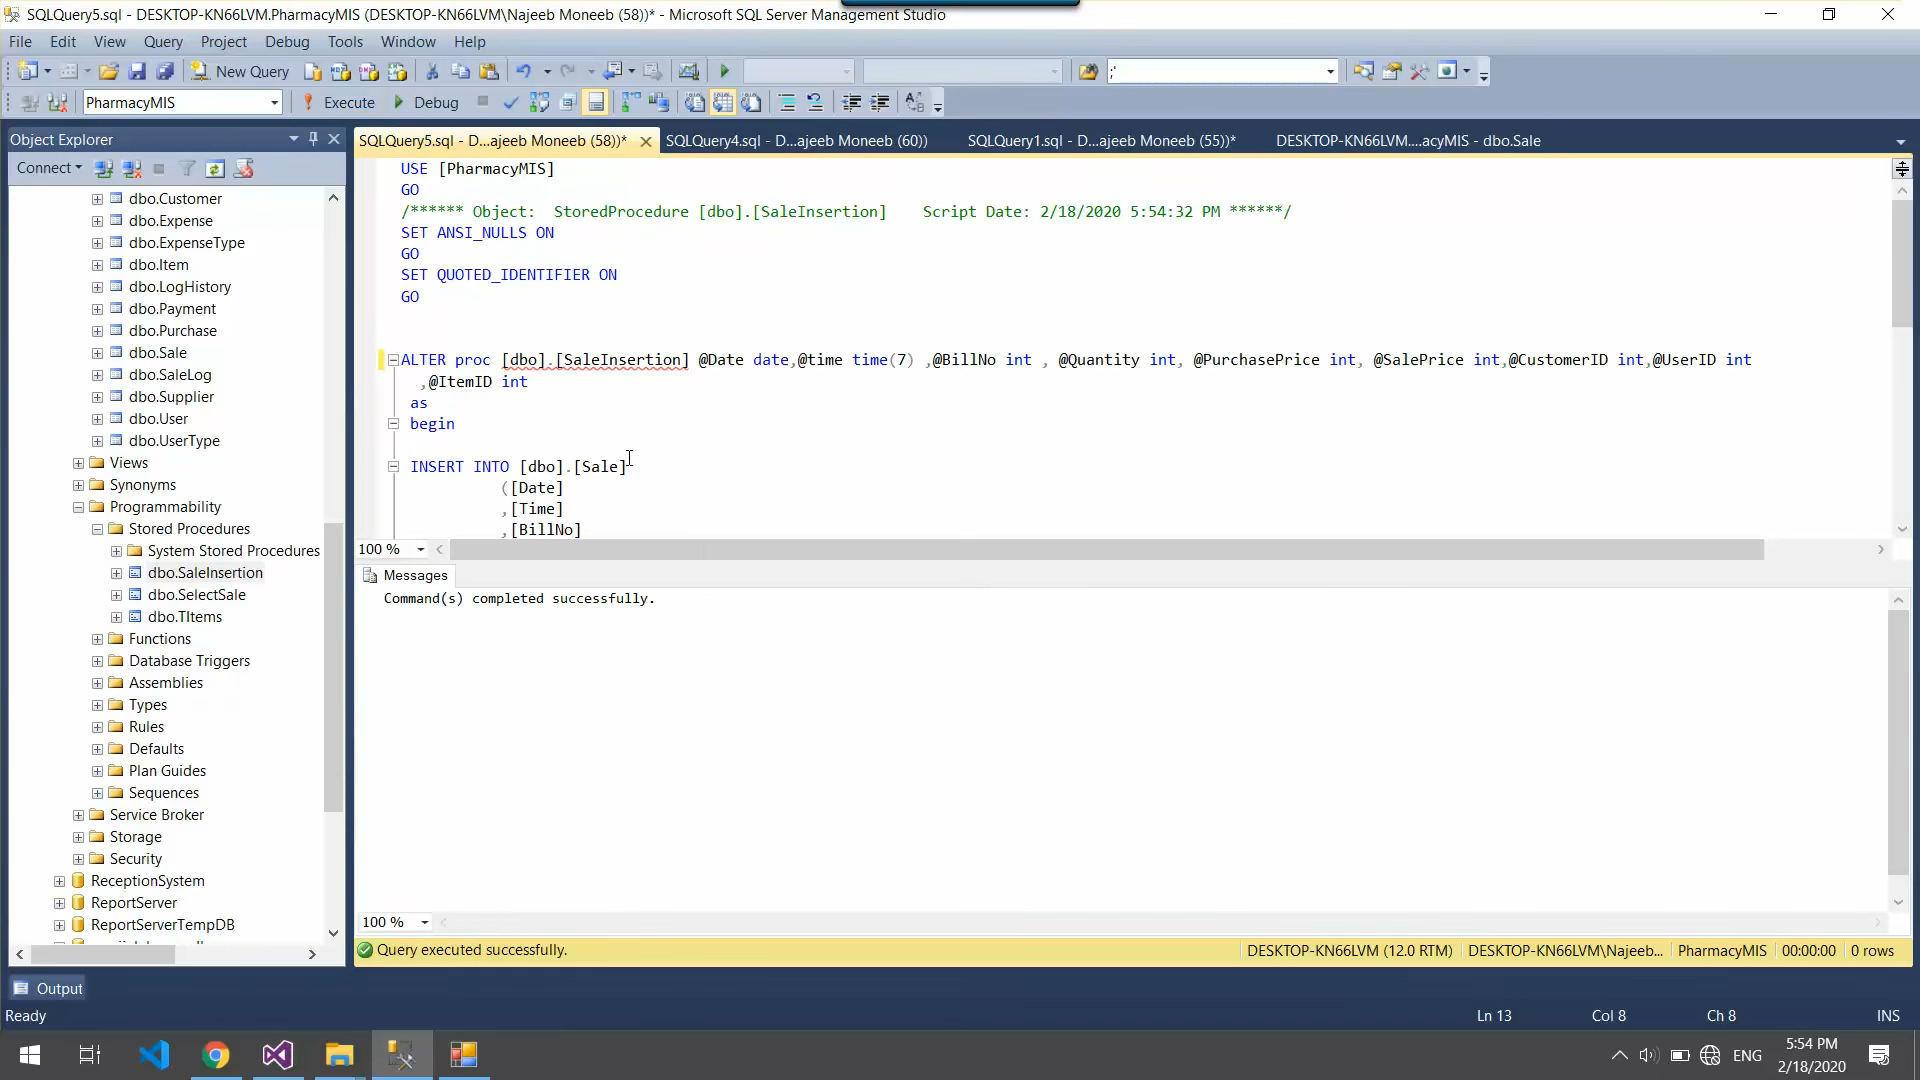 SQLQuery5.sql - DESKTOP-KN66LVM.PharmacyMIS (DESKTOP-KN66LVM\Najeeb Moneeb (58))* - Microsoft SQL Server Management Studio
File Edit View Query Project Debug Tools Window Help
New Query ;'
PharmacyMIS Execute Debug
Object Explorer
Connect
dbo.Customer
dbo.Expense
dbo.ExpenseType
dbo.Item
dbo.LogHistory
dbo.Payment
dbo.Purchase
dbo.Sale
dbo.SaleLog
dbo.Supplier
dbo.User
dbo.UserType
Views
Synonyms
Programmability
Stored Procedures
System Stored Procedures
dbo.SaleInsertion
dbo.SelectSale
dbo.TItems
Functions
Database Triggers
Assemblies
Types
Rules
Defaults
Plan Guides
Sequences
Service Broker
Storage
Security
ReceptionSystem
ReportServer
ReportServerTempDB
SQLQuery5.sql - D...ajeeb Moneeb (58))* SQLQuery4.sql - D...ajeeb Moneeb (60)) SQLQuery1.sql - D...ajeeb Moneeb (55))* DESKTOP-KN66LVM....acyMIS - dbo.Sale
USE [PharmacyMIS]
GO
/****** Object:  StoredProcedure [dbo].[SaleInsertion]    Script Date: 2/18/2020 5:54:32 PM ******/
SET ANSI_NULLS ON
GO
SET QUOTED_IDENTIFIER ON
GO
ALTER proc [dbo].[SaleInsertion] @Date date,@time time(7) ,@BillNo int , @Quantity int, @PurchasePrice int, @SalePrice int,@CustomerID int,@UserID int
,@ItemID int
as
begin
INSERT INTO [dbo].[Sale]
([Date]
,[Time]
,[BillNo]
100 %
Messages
Command(s) completed successfully.
100 %
Query executed successfully. DESKTOP-KN66LVM (12.0 RTM) DESKTOP-KN66LVM\Najeeb... PharmacyMIS 00:00:00 0 rows
Output
Ready Ln 13 Col 8 Ch 8 INS
ENG 5:54 PM
2/18/2020